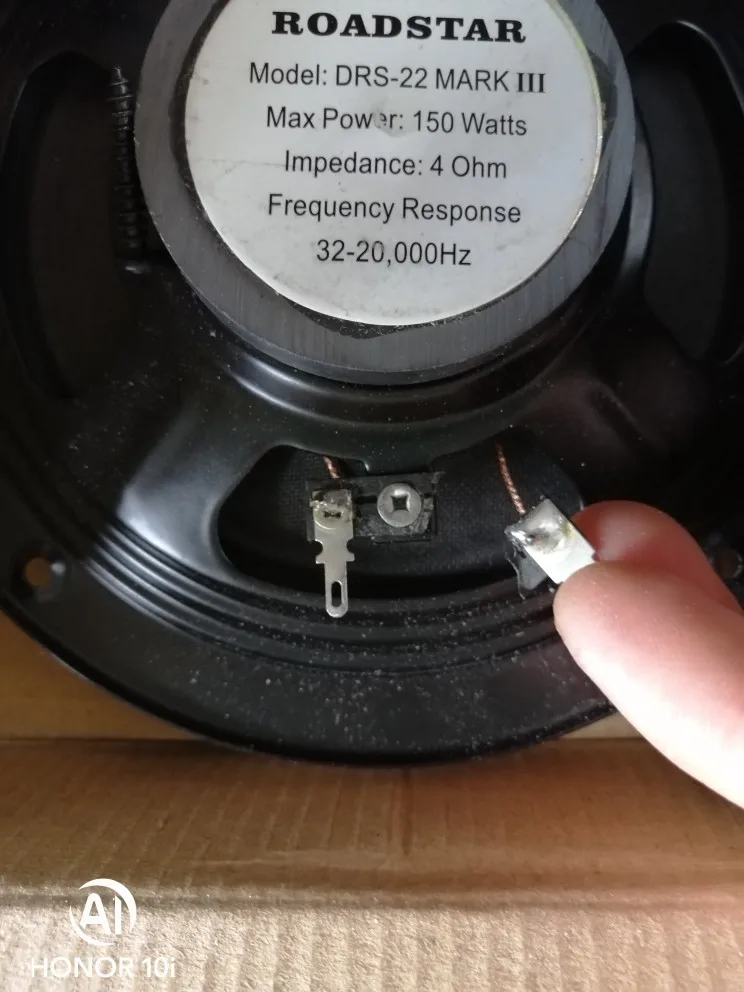 ROADSTAR
Model: DRS-22 MARK III
Max Power: 150 Watts
Impedance: 4 Ohm
Frequency Response
32-20,000Hz
AI
HONOR 10i